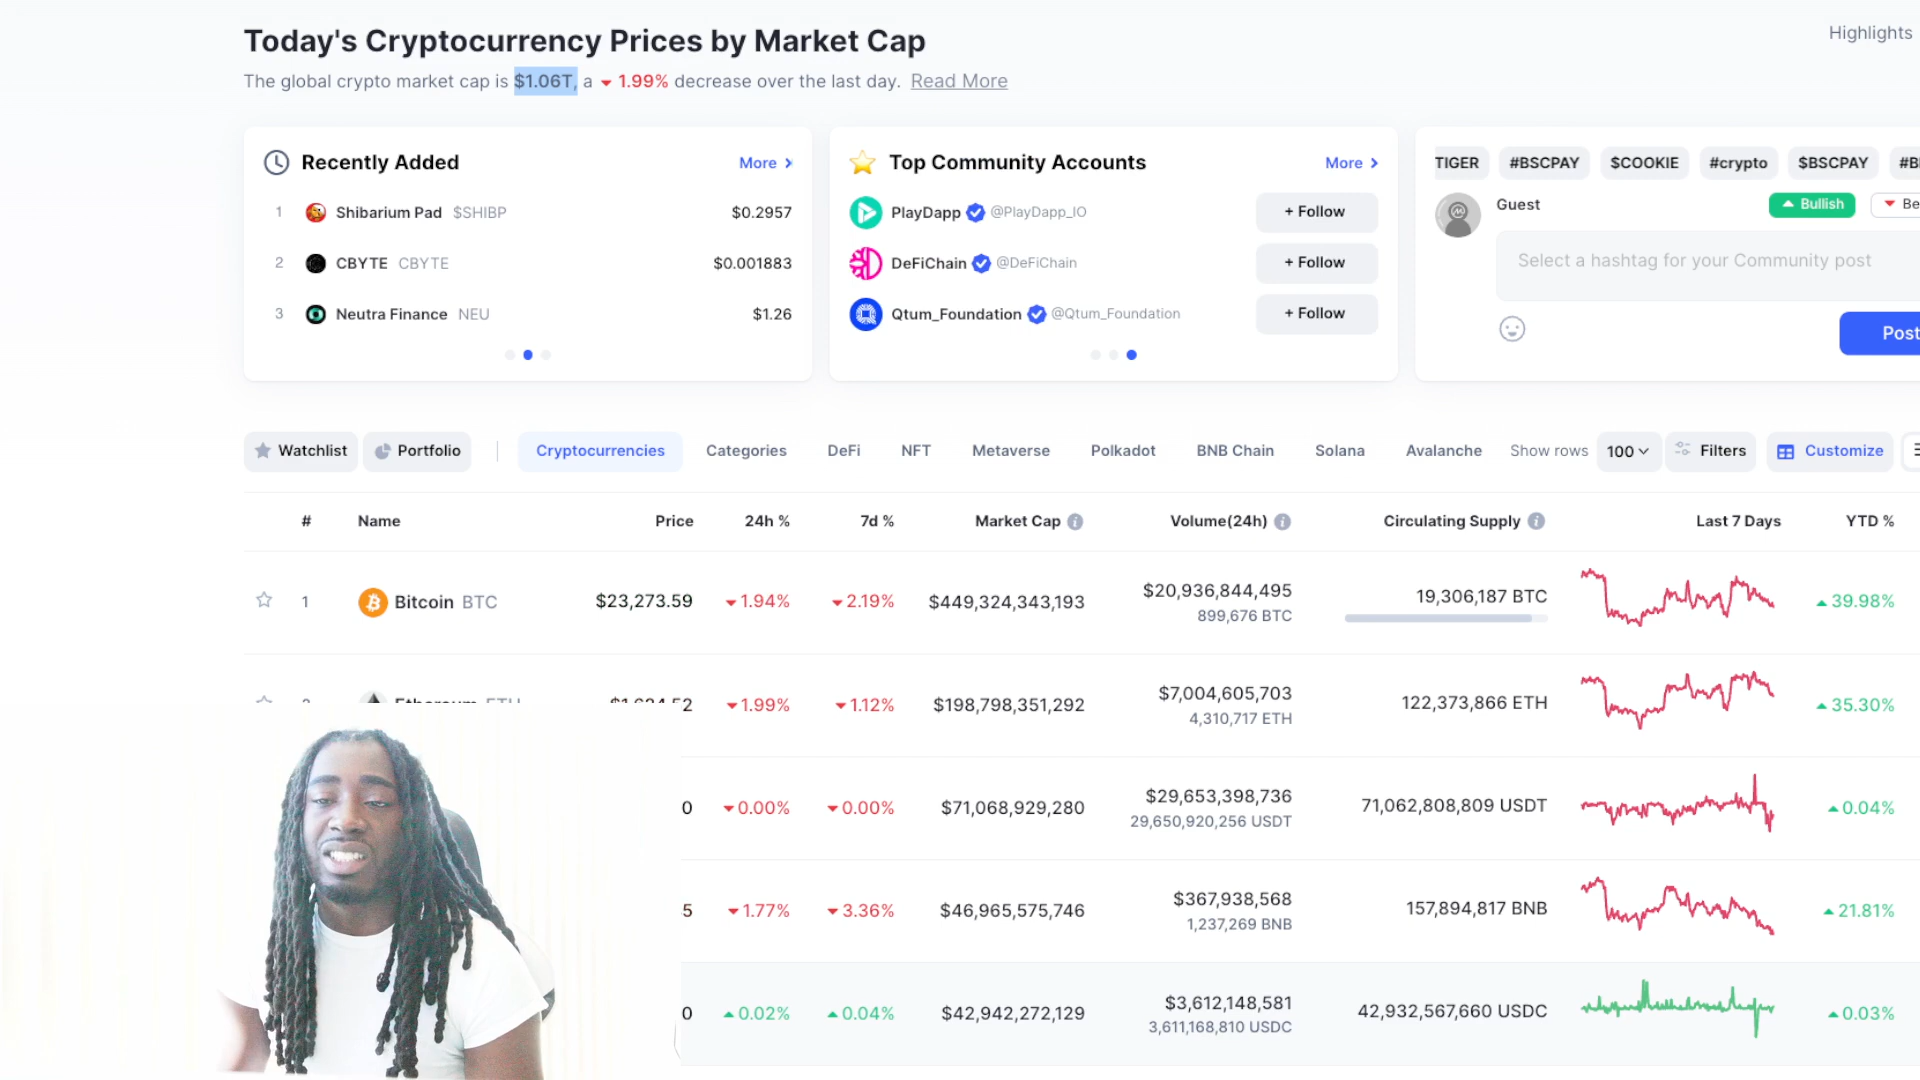 Today's Cryptocurrency Prices by Market Cap
Highlights
The global crypto market cap is $1.06T, a 1.99% decrease over the last day. Read More
Recently Added More
1 Shibarium Pad $SHIBP $0.2957
2 CBYTE CBYTE $0.001883
3 Neutra Finance NEU $1.26
Top Community Accounts More
PlayDapp @PlayDapp_IO + Follow
DeFiChain @DeFiChain + Follow
Qtum_Foundation @Qtum_Foundation + Follow
TIGER #BSCPAY $COOKIE #crypto $BSCPAY #B
Guest Bullish Be
Select a hashtag for your Community post
Post
Watchlist Portfolio Cryptocurrencies Categories DeFi NFT Metaverse Polkadot BNB Chain Solana Avalanche Show rows 100 Filters Customize
# Name Price 24h % 7d % Market Cap Volume(24h) Circulating Supply Last 7 Days YTD %
1 Bitcoin BTC $23,273.59 1.94% 2.19% $449,324,343,193 $20,936,844,495 19,306,187 BTC 39.98%
899,676 BTC
Ethereum ETH 2 1.99% 1.12% $198,798,351,292 $7,004,605,703 122,373,866 ETH 35.30%
4,310,717 ETH
0 0.00% 0.00% $71,068,929,280 $29,653,398,736 71,062,808,809 USDT 0.04%
29,650,920,256 USDT
5 1.77% 3.36% $46,965,575,746 $367,938,568 157,894,817 BNB 21.81%
1,237,269 BNB
0 0.02% 0.04% $42,942,272,129 $3,612,148,581 42,932,567,660 USDC 0.03%
3,611,168,810 USDC